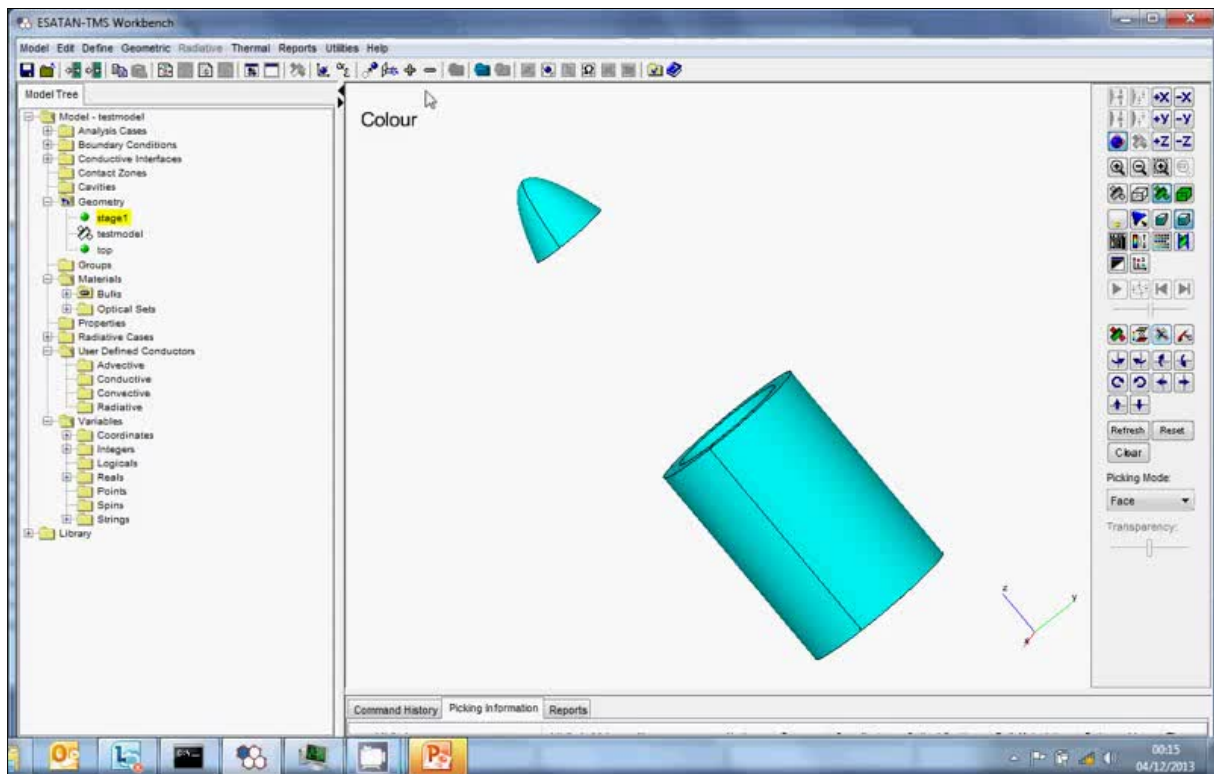 ESATAN-TMS Workbench
Model Edit Define Geometric Radiative Thermal Reports Utilities Help
Model Tree
Model - testmodel
Analysis Cases
Boundary Conditions
Conductive Interfaces
Contact Zones
Cavities
Geometry
stage1
testmodel
top
Groups
Materials
Bulks
Optical Sets
Properties
Radiative Cases
User Defined Conductors
Advective
Conductive
Convective
Radiative
Variables
Coordinates
Integers
Logicals
Reals
Points
Spins
Strings
Library
Colour
z
y
x
+X -X
+Y -Y
+Z -Z
Refresh Reset
Clear
Picking Mode:
Face
Transparency:
Command History Picking Information Reports
00:15
04/12/2013